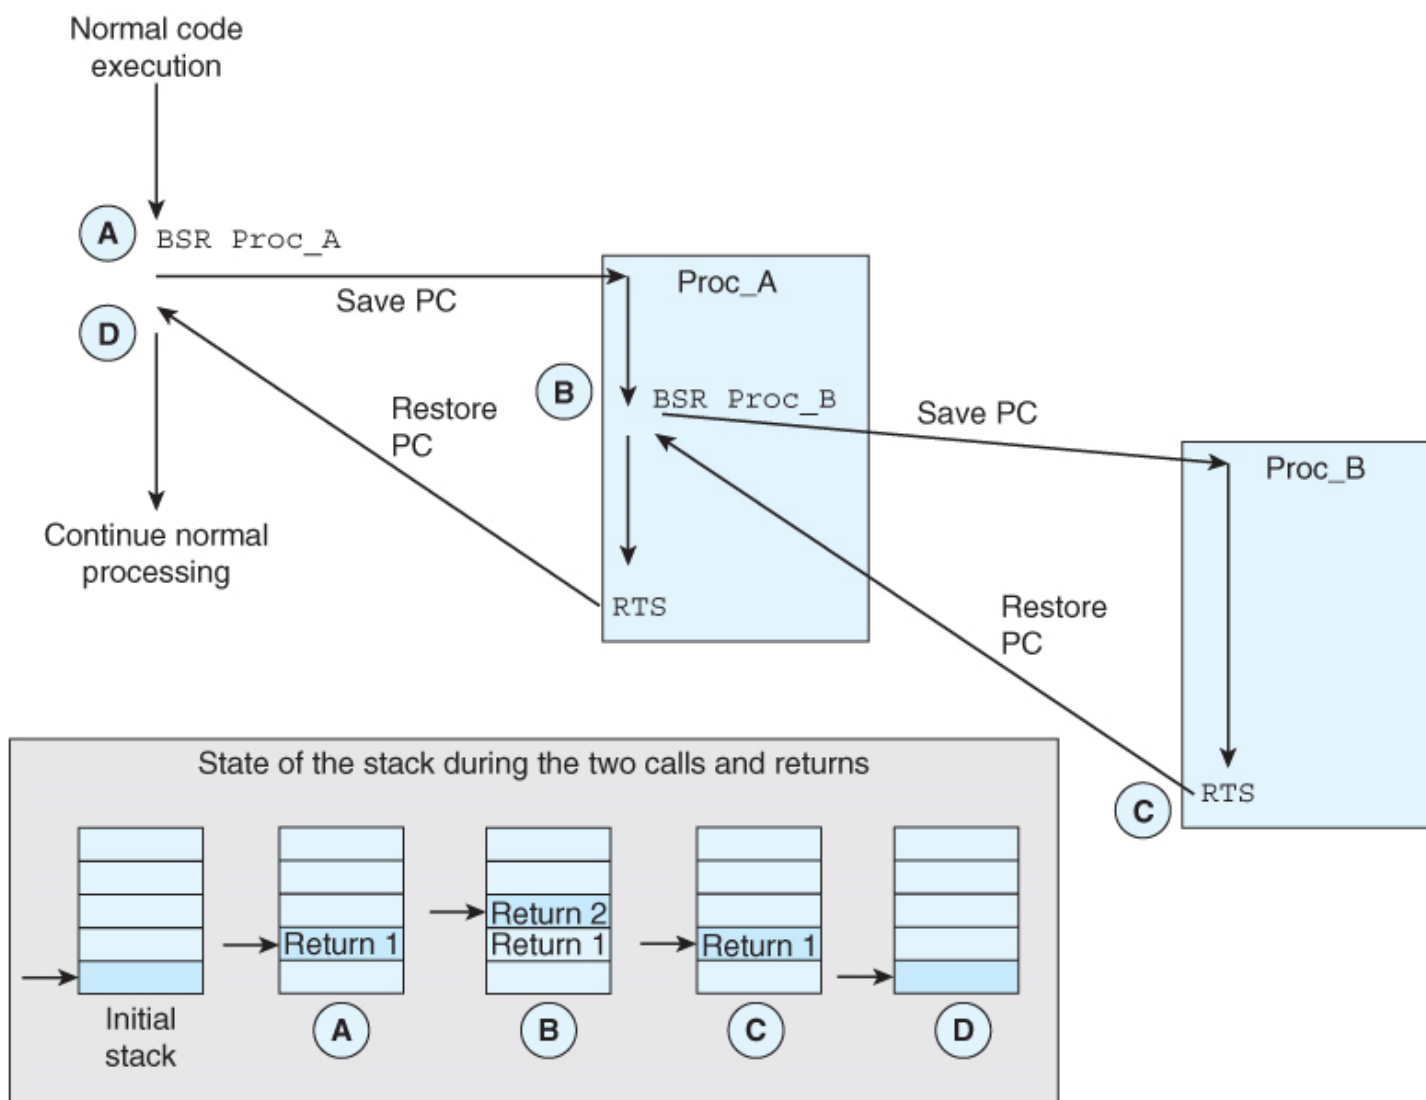 Normal code
execution
A
BSR Proc_A
Save PC
D
Proc_A
B
BSR Proc_B
Restore
PC
Save PC
Proc_B
Continue normal
processing
RTS
Restore
PC
RTS
C
State of the stack during the two calls and returns
Return 2
Return 1
Return 1
Return 1
Initial
stack
A
B
C
D